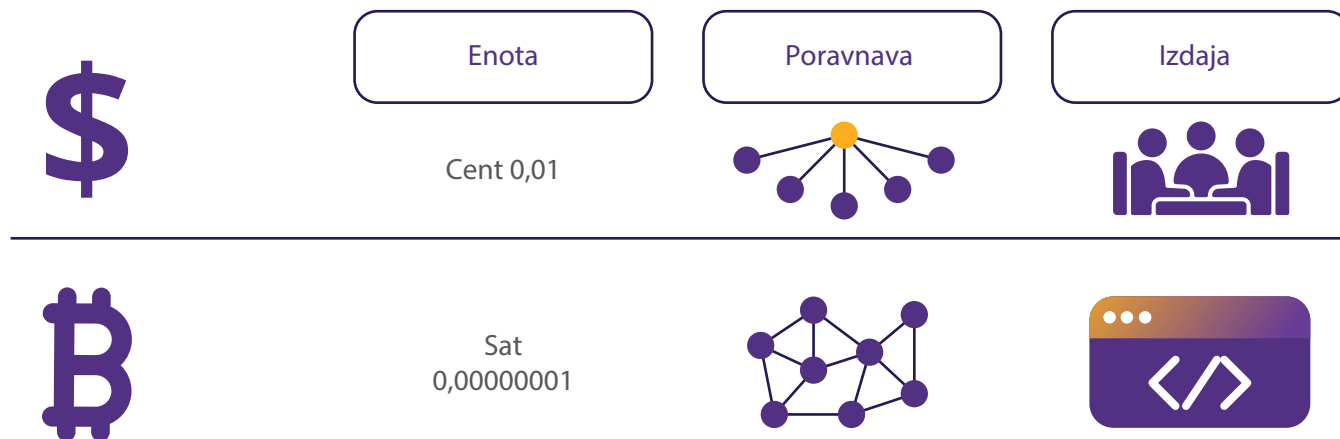 Enota
Poravnava
Izdaja
$
Cent 0,01
Sat
0,00000001
</>